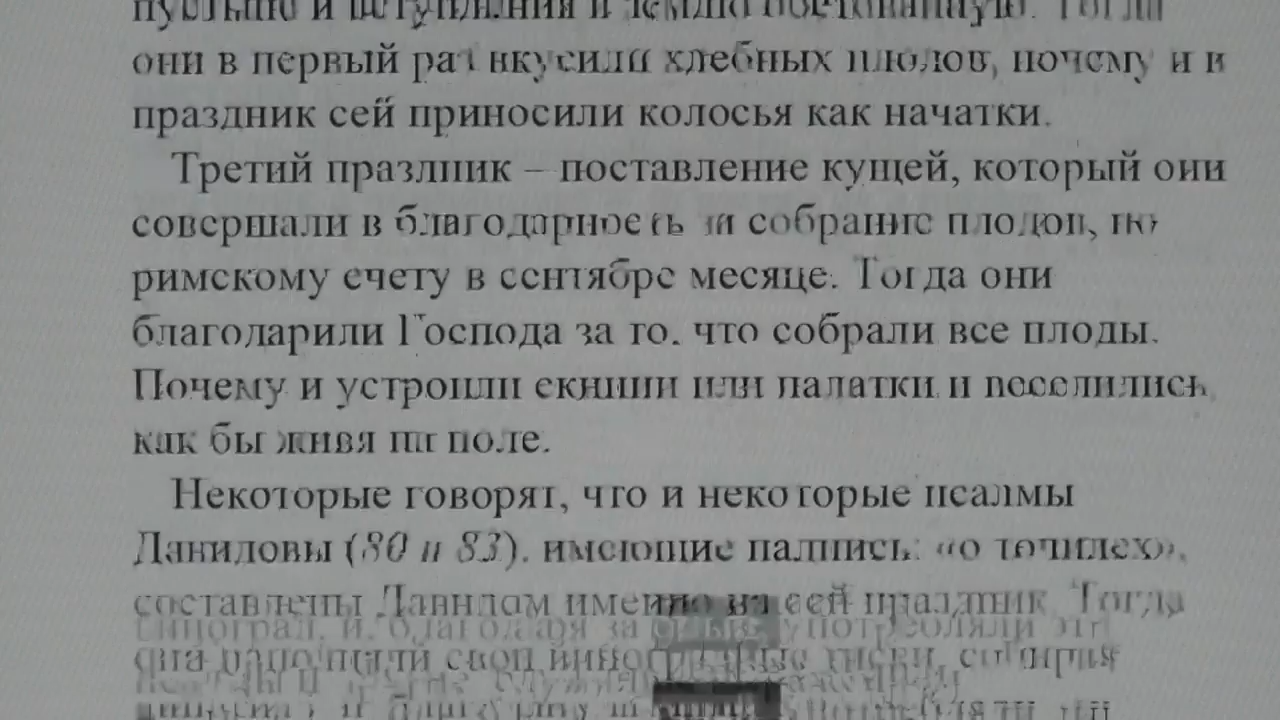 они в первый раз вкусили хлебных плодов, почему и в
праздник сей приносили колосья как начатки.
Третий праздник – поставление кущей, который они
совершали в благодарность за собрание плодов, по
римскому счету в сентябре месяце. Тогда они
благодарили Господа за то, что собрали все плоды.
Почему и устроили скинии или палатки и веселились,
как бы живя в поле.
Некоторые говорят, что и некоторые псалмы
Давидовы (80 и 83), имеющие надпись: «о точилех»,
составлены Давидом именно на сей праздник. Тогда